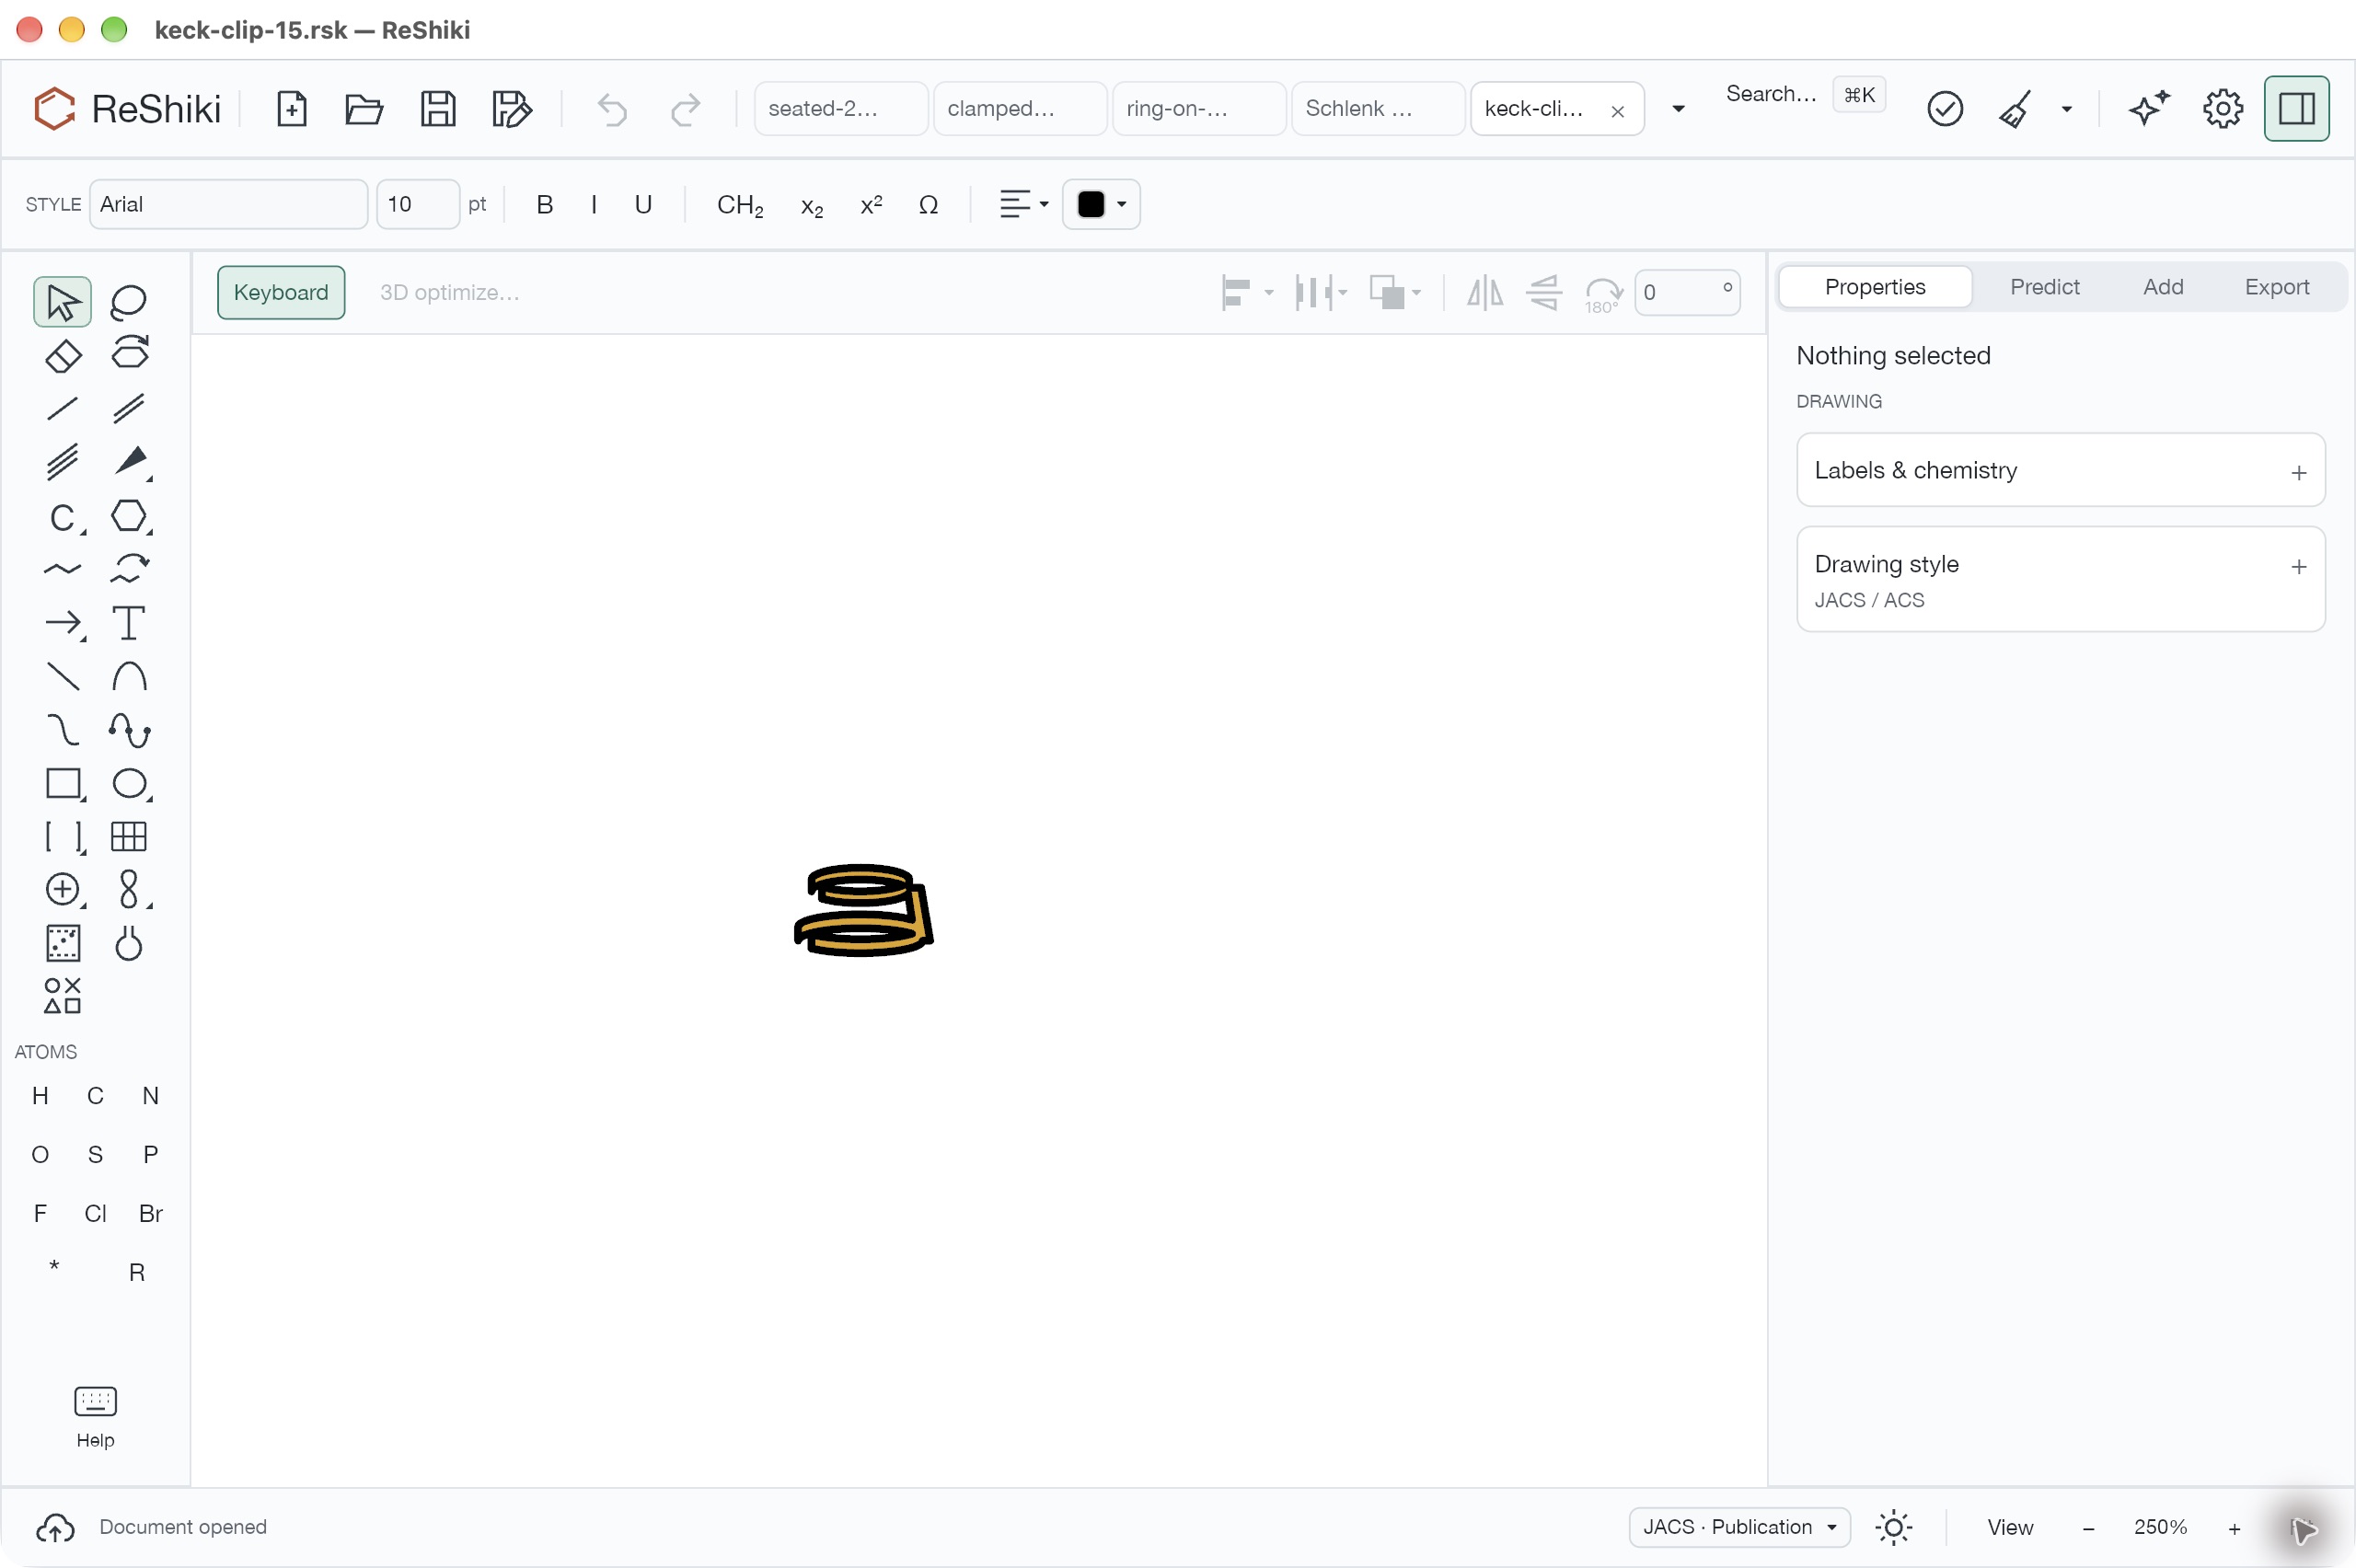 keck-clip-15.rsk — ReShiki
ReShiki
seated-2...
clamped...
ring-on-...
Schlenk ...
keck-cli...
×
Search...
⌘K
STYLE
Arial
10
pt
B
I
U
CH₂
x₂
x²
Ω
Keyboard
3D optimize...
180°
0
°
Properties
Predict
Add
Export
Nothing selected
DRAWING
Labels & chemistry
+
Drawing style
+
JACS / ACS
C
T
[ ]
ATOMS
H C N
O S P
F Cl Br
* R
Help
Document opened
JACS · Publication
View
–
250%
+